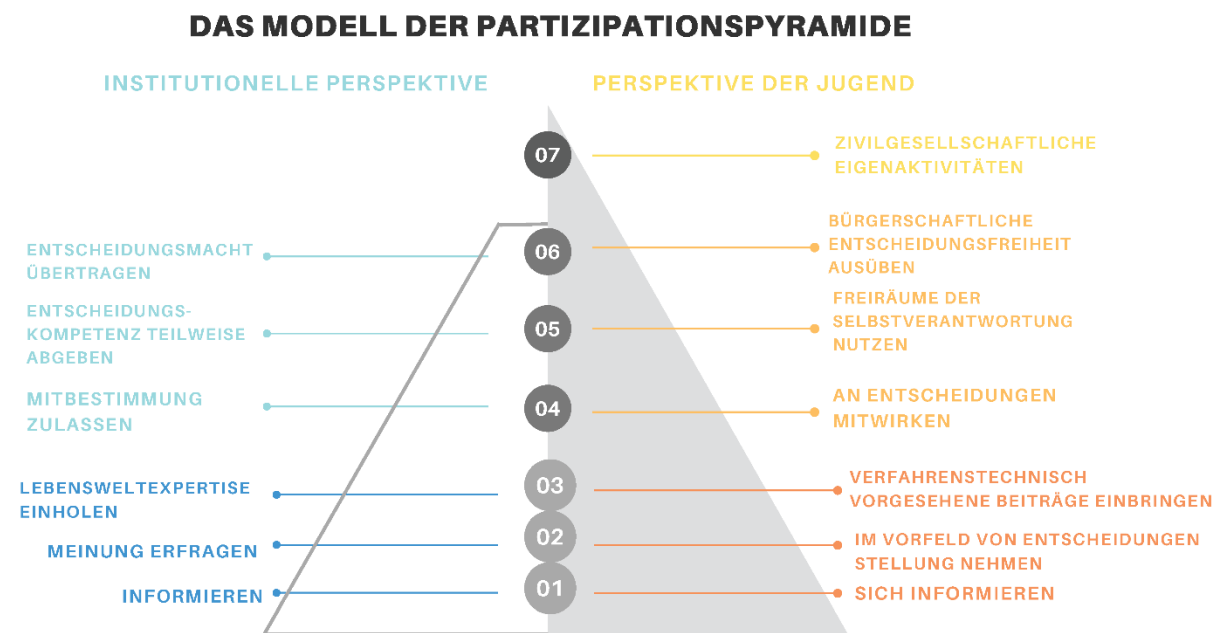 DAS MODELL DER PARTIZIPATIONSPYRAMIDE
INSTITUTIONELLE PERSPEKTIVE
PERSPEKTIVE DER JUGEND
07
ZIVILGESELLSCHAFTLICHE
EIGENAKTIVITÄTEN
ENTSCHEIDUNGSMACHT
ÜBERTRAGEN
06
BÜRGERSCHAFTLICHE
ENTSCHEIDUNGSFREIHEIT
AUSÜBEN
ENTSCHEIDUNGS-
KOMPETENZ TEILWEISE
ABGEBEN
05
FREIRÄUME DER
SELBSTVERANTWORTUNG
NUTZEN
MITBESTIMMUNG
ZULASSEN
04
AN ENTSCHEIDUNGEN
MITWIRKEN
LEBENSWELTEXPERTISE
EINHOLEN
03
VERFAHRENSTECHNISCH
VORGESEHENE BEITRÄGE EINBRINGEN
MEINUNG ERFRAGEN
02
IM VORFELD VON ENTSCHEIDUNGEN
STELLUNG NEHMEN
INFORMIEREN
01
SICH INFORMIEREN